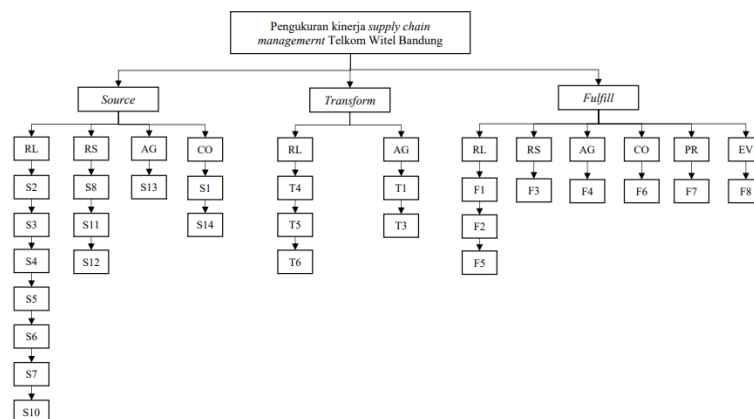 Pengukuran kinerja supply chain
managemernt Telkom Witel Bandung
Source
Transform
Fulfill
RL
RS
AG
CO
RL
AG
RL
RS
AG
CO
PR
EV
S2
S8
S13
S1
T4
T1
F1
F3
F4
F6
F7
F8
S3
S11
S14
T5
T3
F2
S4
S12
T6
F5
S5
S6
S7
S10